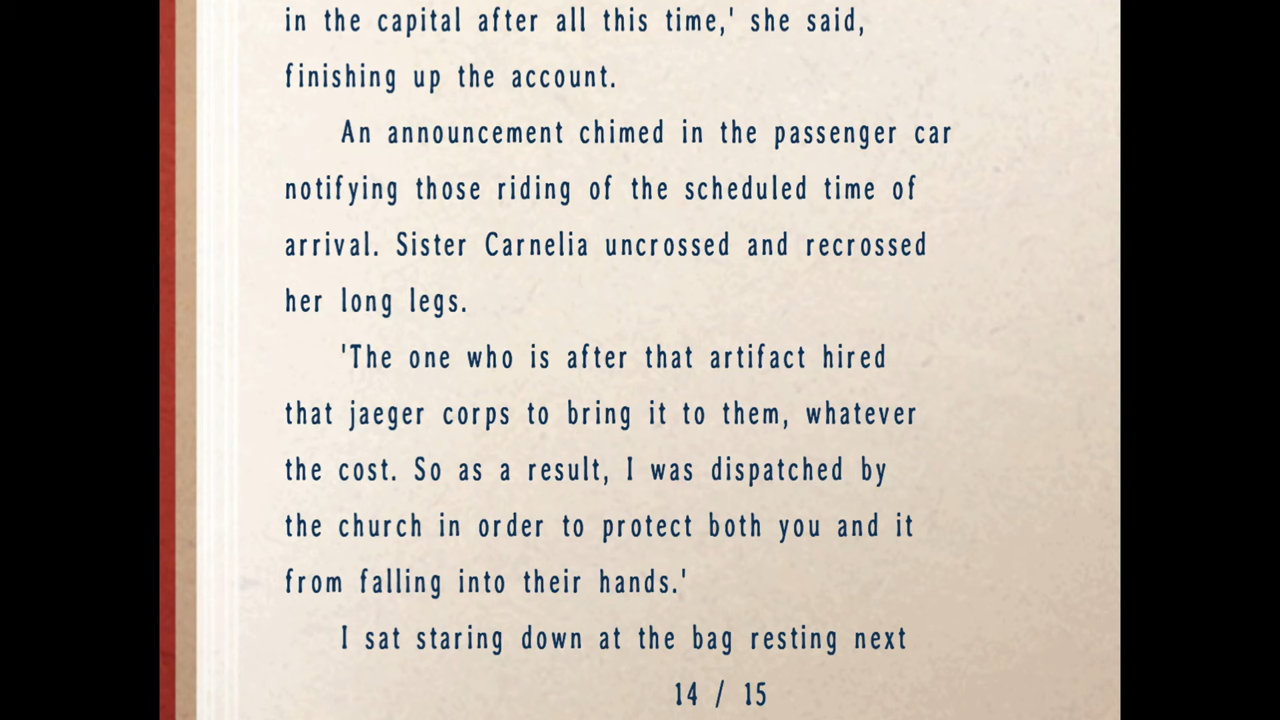 in the capital after all this time,' she said,
finishing up the account.
An announcement chimed in the passenger car
notifying those riding of the scheduled time of
arrival. Sister Carnelia uncrossed and recrossed
her long legs.
'The one who is after that artifact hired
that jaeger corps to bring it to them, whatever
the cost. So as a result, I was dispatched by
the church in order to protect both you and it
from falling into their hands.'
I sat staring down at the bag resting next
14 / 15